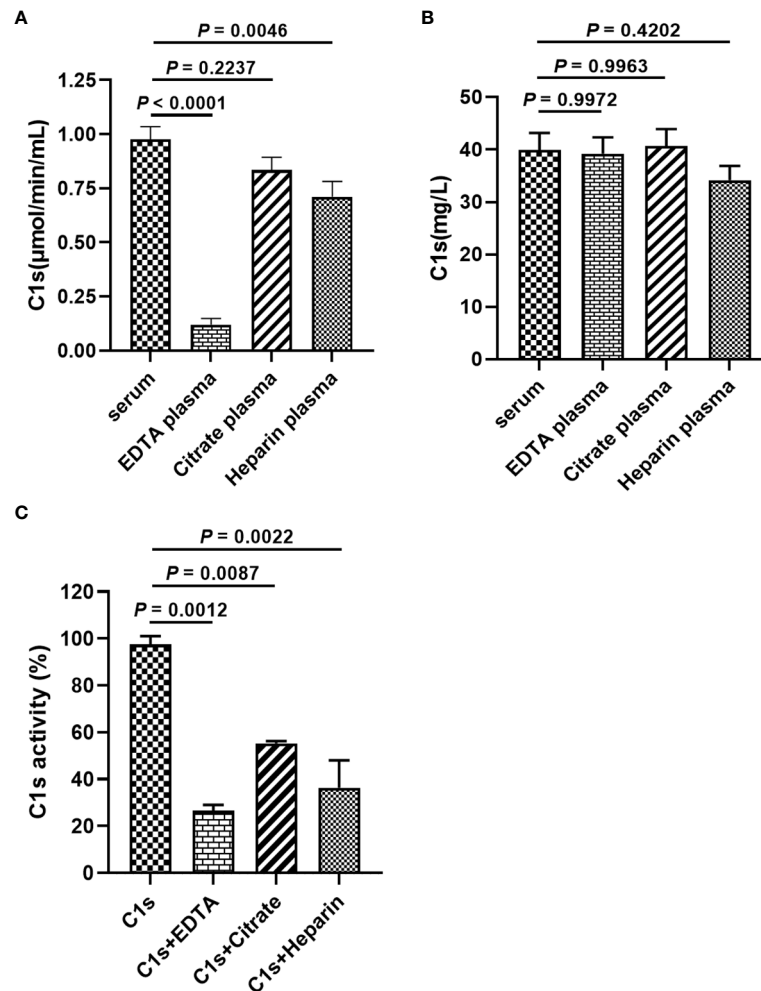 A
P = 0.0046
P = 0.2237
P < 0.0001
C1s(μmol/min/mL)
1.25
1.00
0.75
0.50
0.25
0.00
serum
EDTA plasma
Citrate plasma
Heparin plasma
B
P = 0.4202
P = 0.9963
P = 0.9972
C1s(mg/L)
50
40
30
20
10
0
serum
EDTA plasma
Citrate plasma
Heparin plasma
C
P = 0.0022
P = 0.0087
P = 0.0012
C1s activity (%)
120
100
80
60
40
20
0
C1s
C1s+EDTA
C1s+Citrate
C1s+Heparin